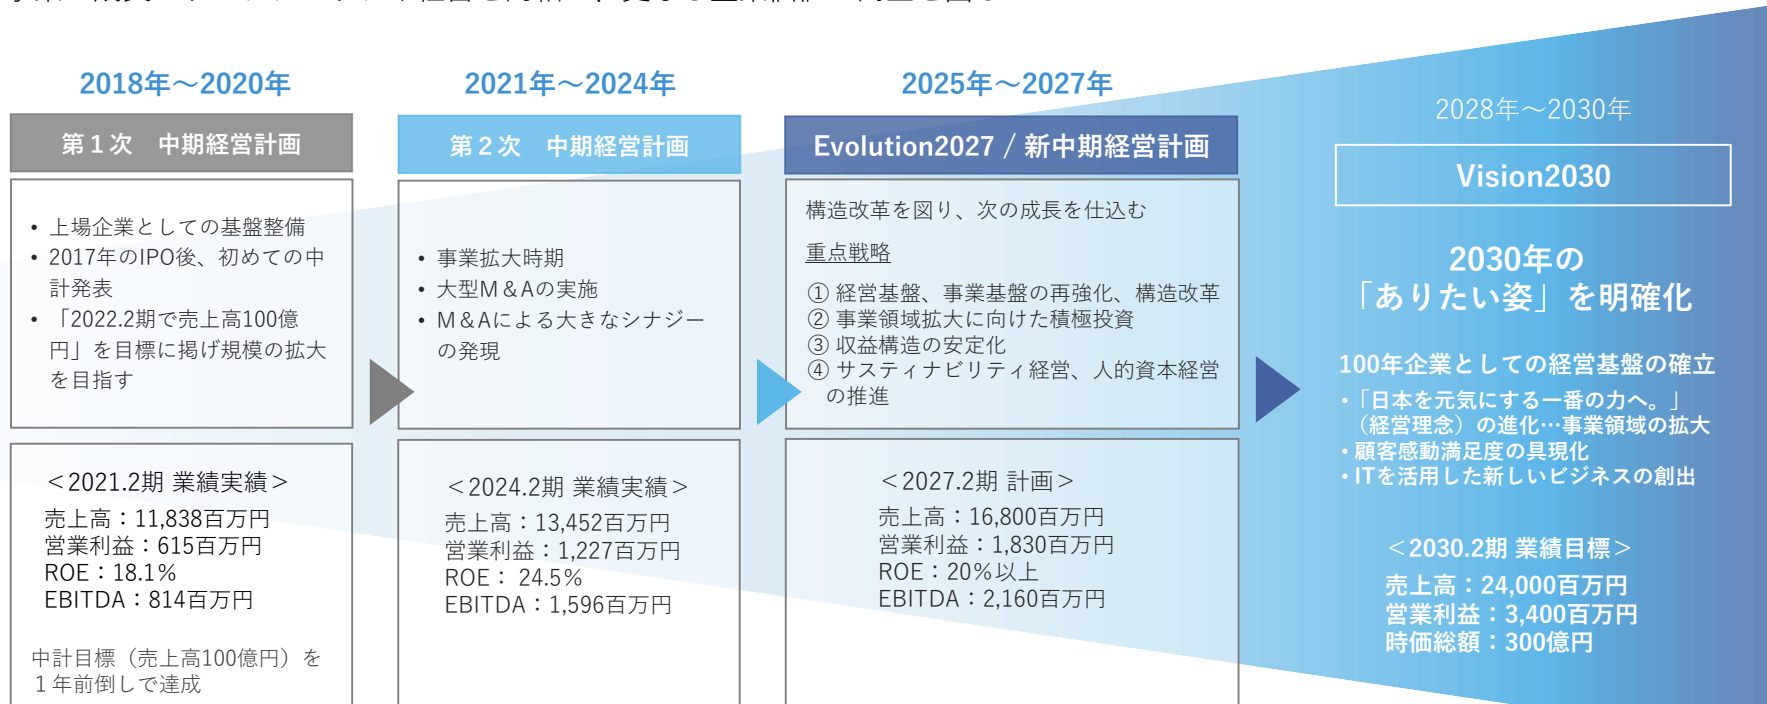 2018年～2020年
第１次　中期経営計画
• 上場企業としての基盤整備
• 2017年のIPO後、初めての中
計発表
• 「2022.2期で売上高100億
円」を目標に掲げ規模の拡大
を目指す
＜2021.2期 業績実績＞
売上高：11,838百万円
営業利益：615百万円
ROE：18.1%
EBITDA：814百万円
中計目標（売上高100億円）を
１年前倒しで達成
2021年～2024年
第２次　中期経営計画
• 事業拡大時期
• 大型M＆Aの実施
• M＆Aによる大きなシナジー
の発現
＜2024.2期 業績実績＞
売上高：13,452百万円
営業利益：1,227百万円
ROE： 24.5%
EBITDA：1,596百万円
2025年～2027年
Evolution2027 / 新中期経営計画
構造改革を図り、次の成長を仕込む
重点戦略
① 経営基盤、事業基盤の再強化、構造改革
② 事業領域拡大に向けた積極投資
③ 収益構造の安定化
④ サスティナビリティ経営、人的資本経営
の推進
＜2027.2期 計画＞
売上高：16,800百万円
営業利益：1,830百万円
ROE：20%以上
EBITDA：2,160百万円
2028年～2030年
Vision2030
2030年の
「ありたい姿」を明確化
100年企業としての経営基盤の確立
・「日本を元気にする一番の力へ。」
（経営理念）の進化…事業領域の拡大
・顧客感動満足度の具現化
・ITを活用した新しいビジネスの創出
＜2030.2期 業績目標＞
売上高：24,000百万円
営業利益：3,400百万円
時価総額：300億円